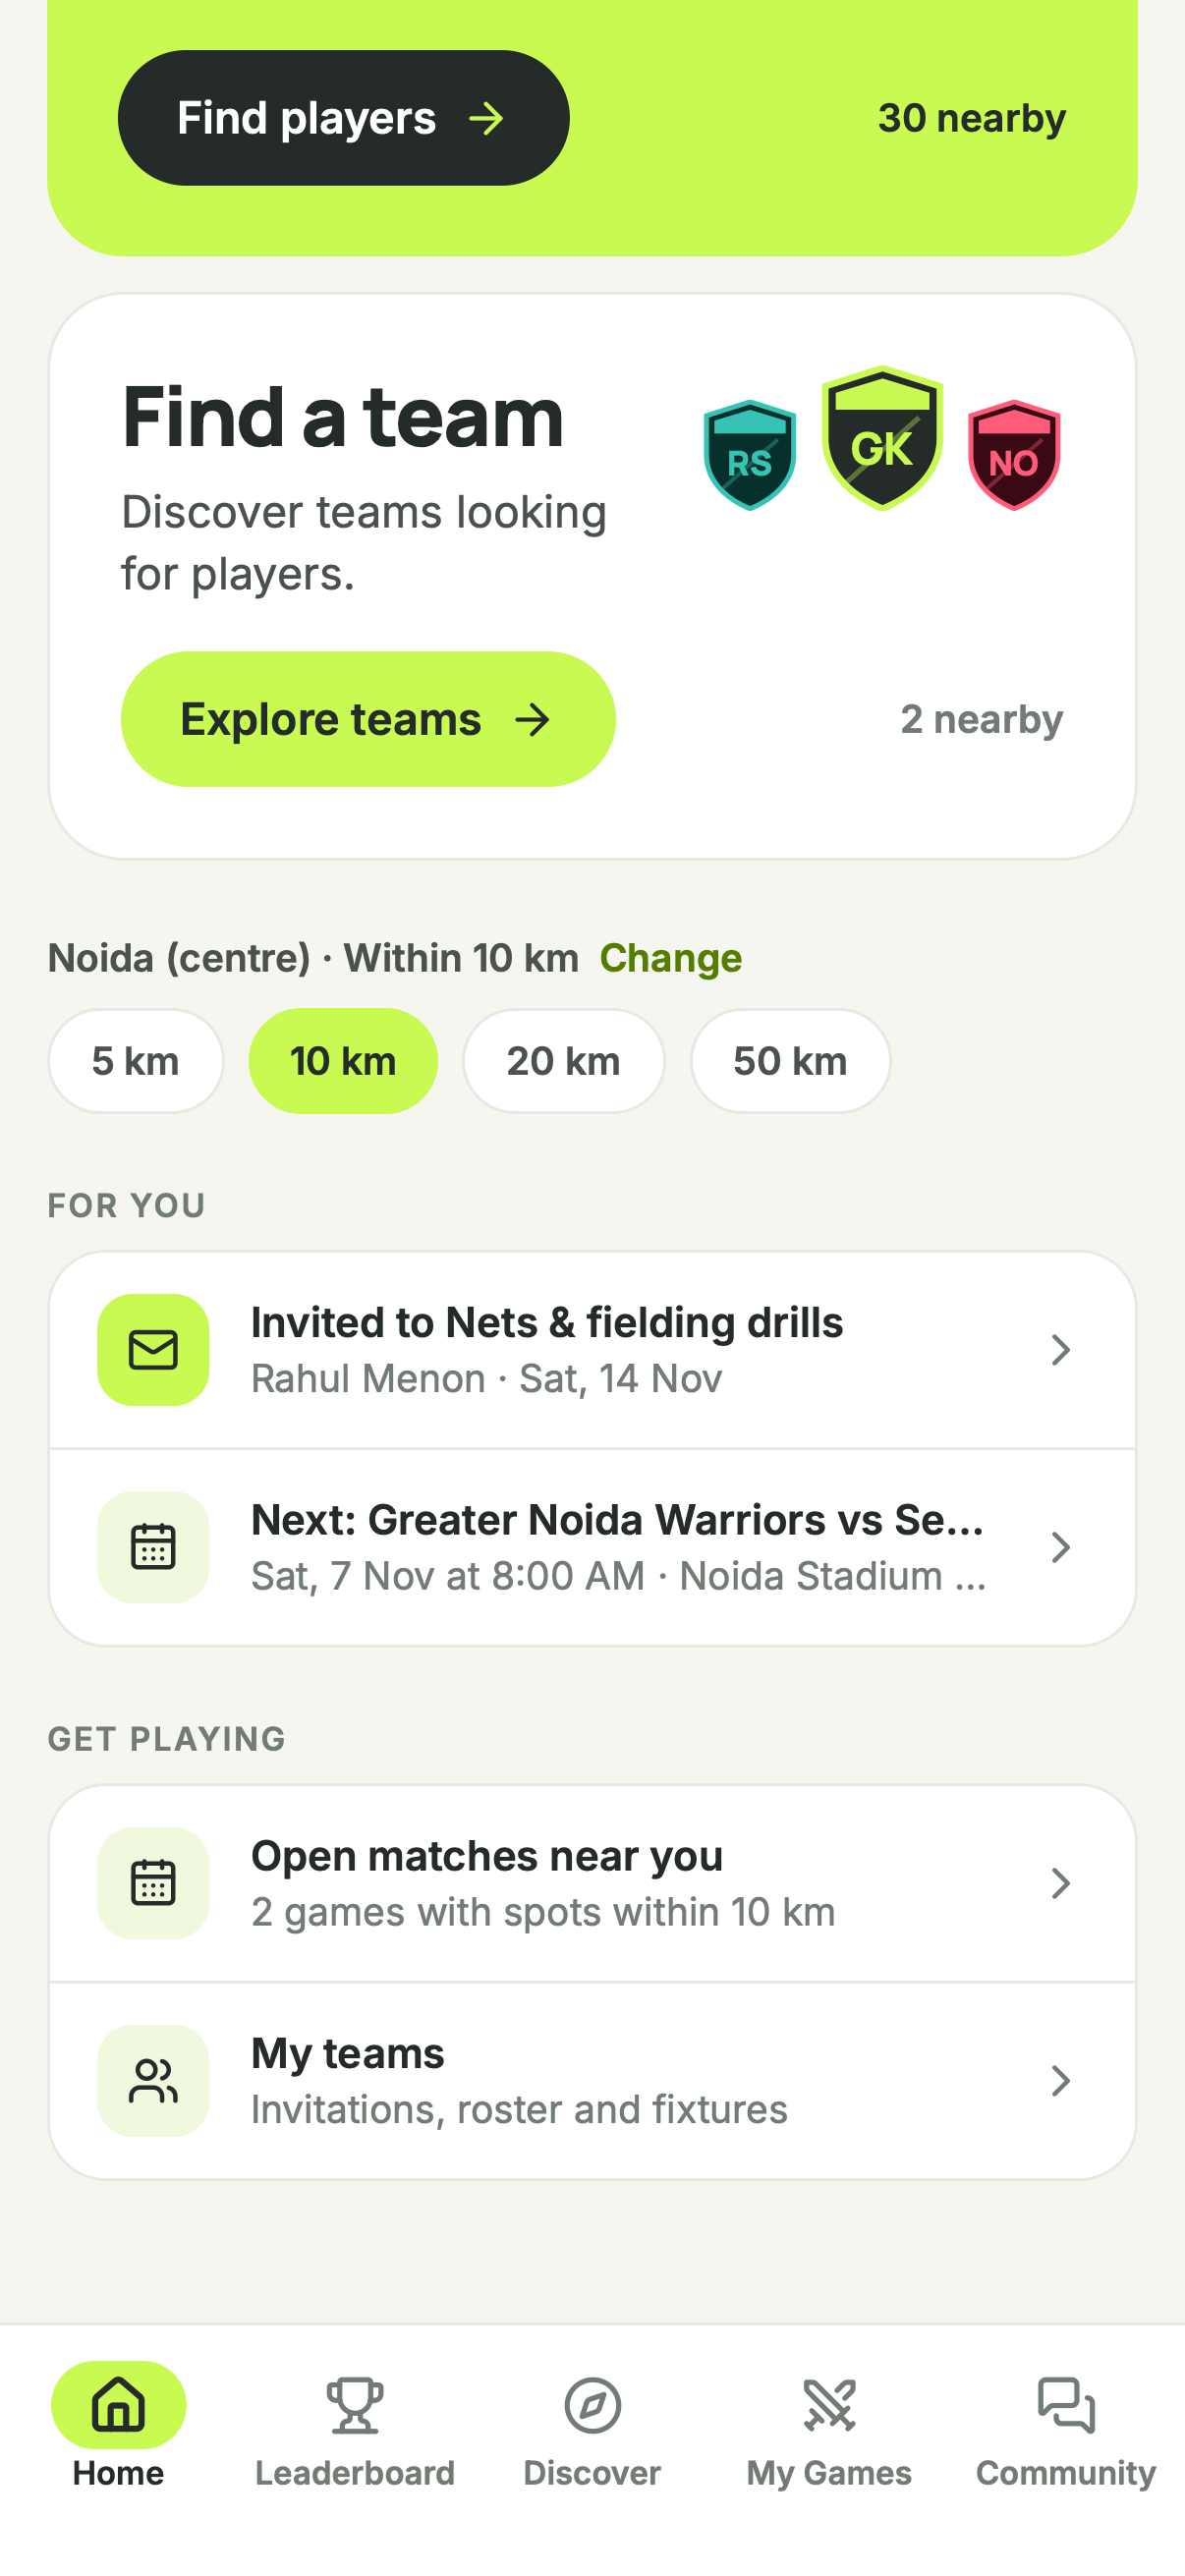 Find players
30 nearby
Find a team
RS
GK
NO
Discover teams looking
for players.
Explore teams
2 nearby
Noida (centre) · Within 10 km Change
5 km
10 km
20 km
50 km
FOR YOU
Invited to Nets & fielding drills
Rahul Menon · Sat, 14 Nov
Next: Greater Noida Warriors vs Se...
Sat, 7 Nov at 8:00 AM · Noida Stadium ...
GET PLAYING
Open matches near you
2 games with spots within 10 km
My teams
Invitations, roster and fixtures
Home
Leaderboard
Discover
My Games
Community